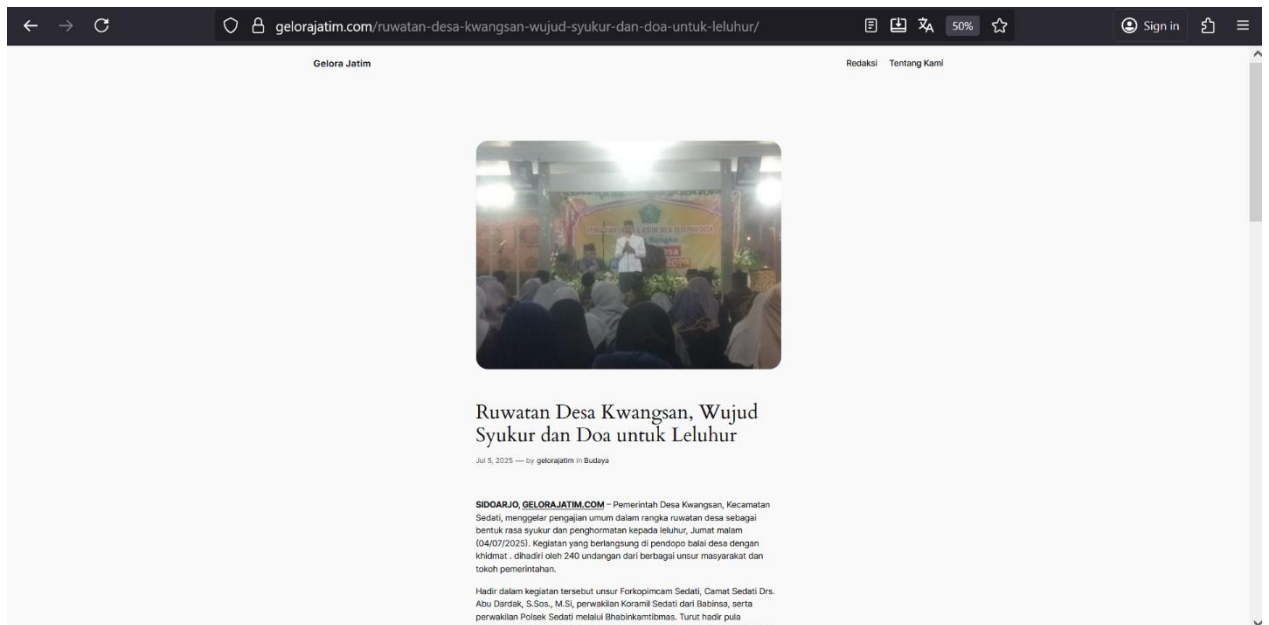 gelorajatim.com/ruwatan-desa-kwangsan-wujud-syukur-dan-doa-untuk-leluhur/
50%
Sign in
Gelora Jatim
Redaksi Tentang Kami
Ruwatan Desa Kwangsan, Wujud
Syukur dan Doa untuk Leluhur
Jul 5, 2025 — by gelorajatim in Budaya
SIDOARJO, GELORAJATIM.COM – Pemerintah Desa Kwangsan, Kecamatan
Sedati, menggelar pengajian umum dalam rangka ruwatan desa sebagai
bentuk rasa syukur dan penghormatan kepada leluhur, Jumat malam
(04/07/2025). Kegiatan yang berlangsung di pendopo balai desa dengan
khidmat . dihadiri oleh 240 undangan dari berbagai unsur masyarakat dan
tokoh pemerintahan.
Hadir dalam kegiatan tersebut unsur Forkopimcam Sedati, Camat Sedati Drs.
Abu Dardak, S.Sos., M.Si, perwakilan Koramil Sedati dari Babinsa, serta
perwakilan Polsek Sedati melalui Bhabinkamtibmas. Turut hadir pula